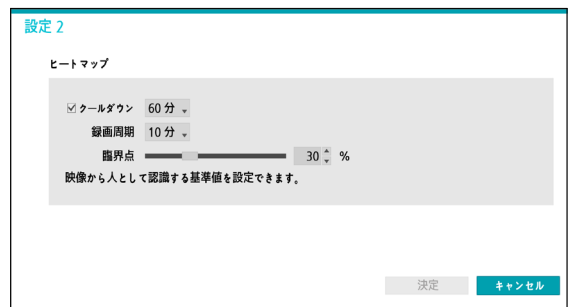 設定 2
ヒートマップ
クールダウン 60 分
録画周期 10 分
臨界点 30 %
映像から人として認識する基準値を設定できます。
決定 キャンセル